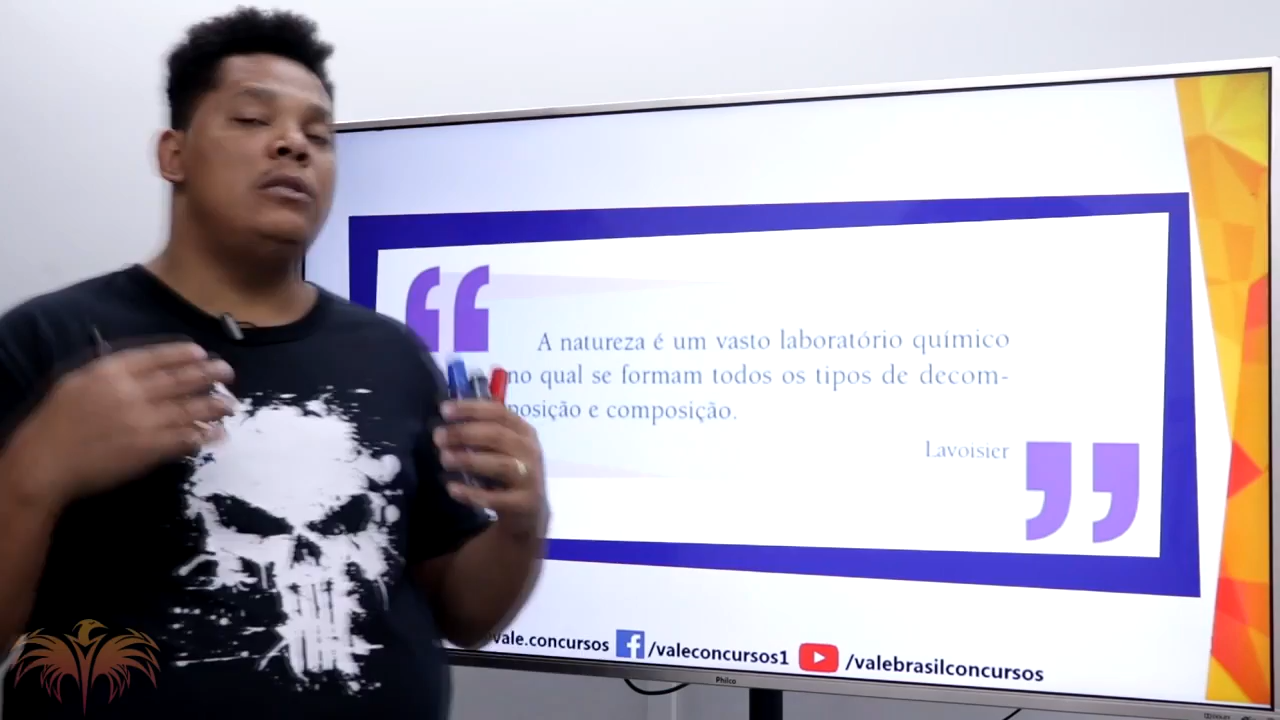 A natureza é um vasto laboratório químico
no qual se formam todos os tipos de decom-
posição e composição.
Lavoisier
vale.concursos /valeconcursos1 /valebrasilconcursos
Philco